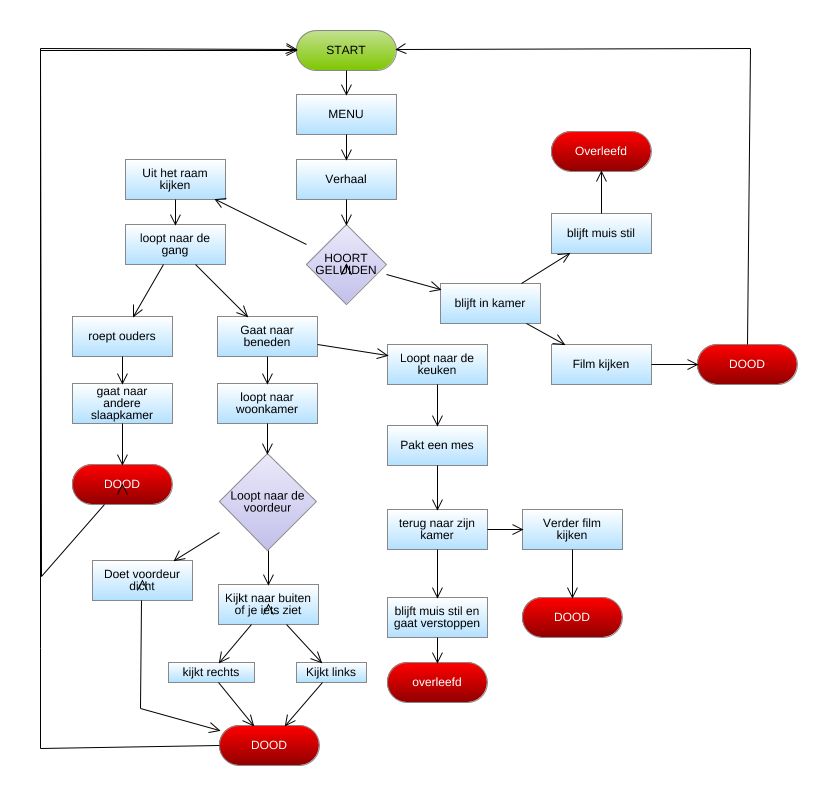 START
MENU
Overleefd
Uit het raam
kijken
Verhaal
loopt naar de
gang
blijft muis stil
HOORT
GELUIDEN
blijft in kamer
roept ouders
Gaat naar
beneden
Loopt naar de
keuken
Film kijken
DOOD
gaat naar
andere
slaapkamer
loopt naar
woonkamer
Pakt een mes
DOOD
Loopt naar de
voordeur
terug naar zijn
kamer
Verder film
kijken
Doet voordeur
dicht
Kijkt naar buiten
of je iets ziet
blijft muis stil en
gaat verstoppen
DOOD
kijkt rechts
Kijkt links
overleefd
DOOD